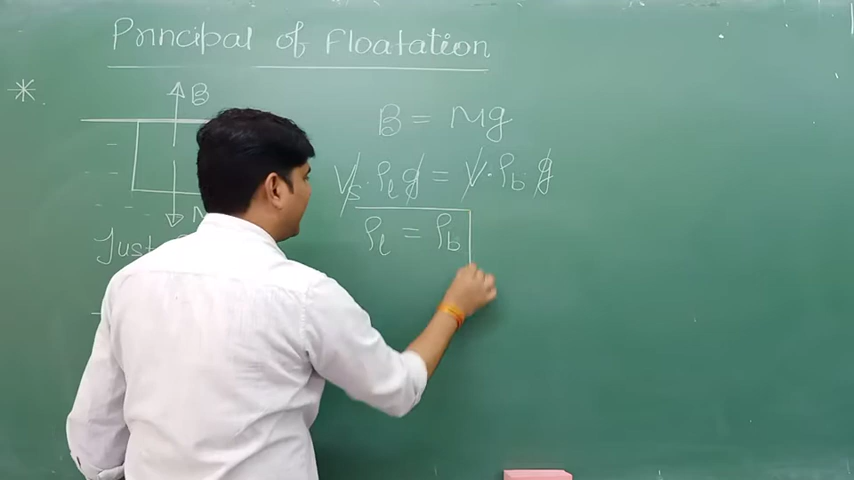 Principal of Floatation
*
B
B = Mg
Vs · ρl g = V · ρb g
ρl = ρb
Just